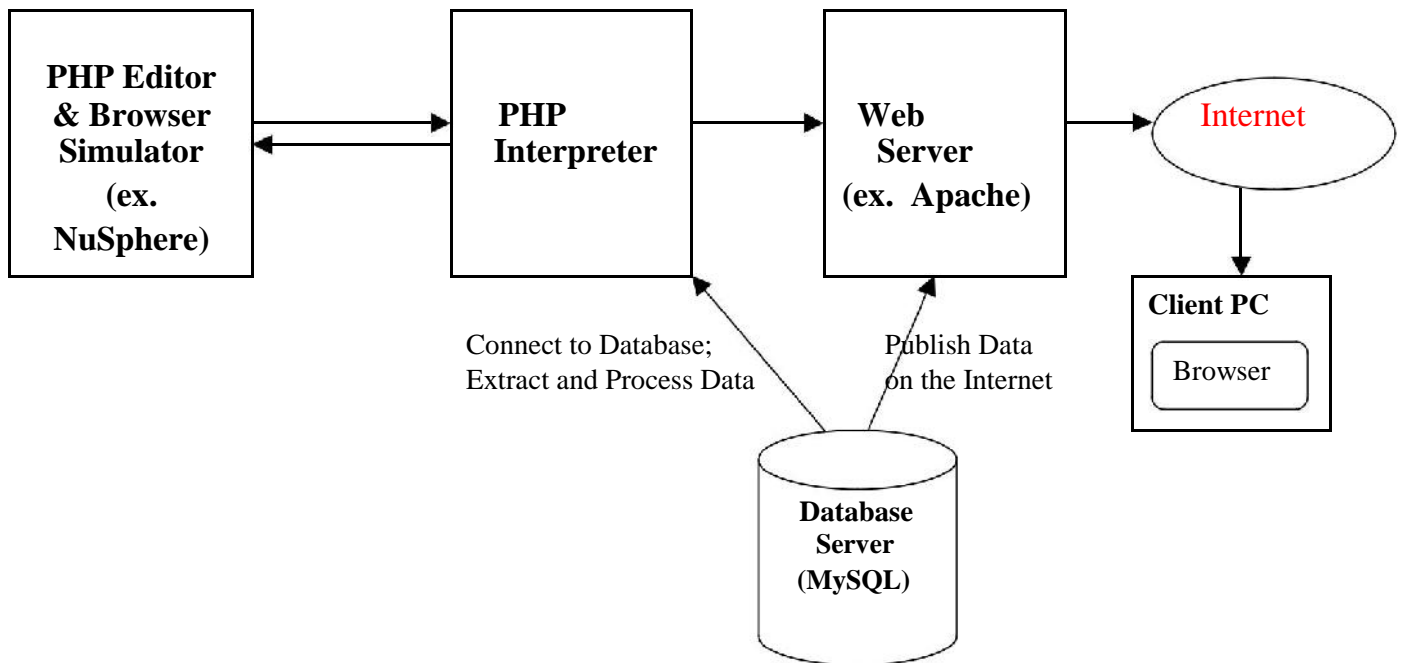 PHP Editor
& Browser
Simulator
(ex.
NuSphere)
PHP
Interpreter
Web
Server
(ex. Apache)
Internet
Client PC
Browser
Connect to Database;
Extract and Process Data
Publish Data
on the Internet
Database
Server
(MySQL)